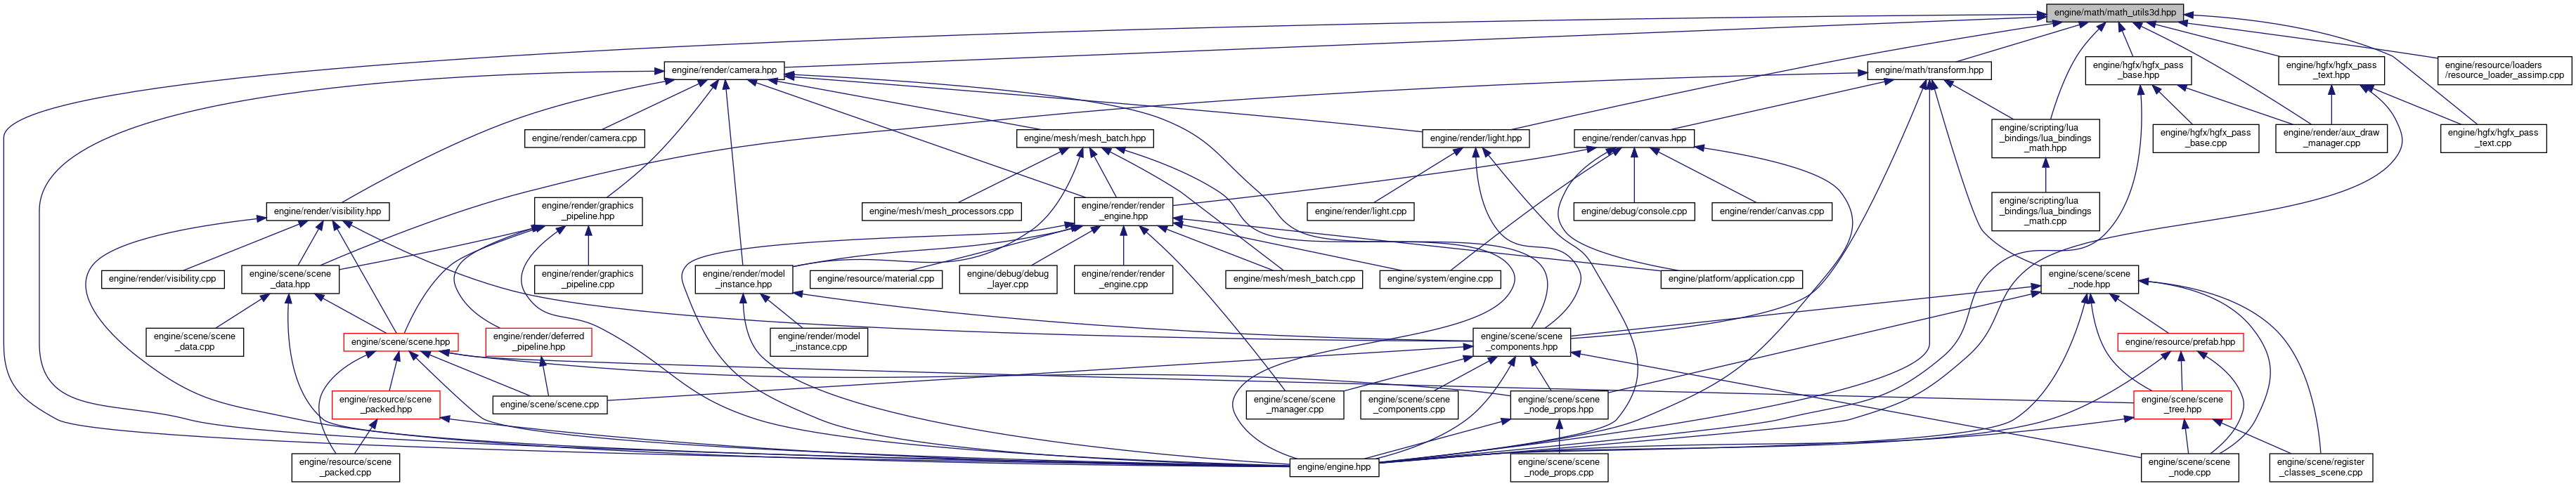 engine/math/math_utils3d.hpp
engine/render/camera.hpp
engine/math/transform.hpp
engine/hgfx/hgfx_pass
_base.hpp
engine/hgfx/hgfx_pass
_text.hpp
engine/resource/loaders
/resource_loader_assimp.cpp
engine/render/camera.cpp
engine/mesh/mesh_batch.hpp
engine/render/light.hpp
engine/render/canvas.hpp
engine/scripting/lua
_bindings/lua_bindings
_math.hpp
engine/hgfx/hgfx_pass
_base.cpp
engine/render/aux_draw
_manager.cpp
engine/hgfx/hgfx_pass
_text.cpp
engine/render/visibility.hpp
engine/render/graphics
_pipeline.hpp
engine/mesh/mesh_processors.cpp
engine/render/render
_engine.hpp
engine/render/light.cpp
engine/debug/console.cpp
engine/render/canvas.cpp
engine/scripting/lua
_bindings/lua_bindings
_math.cpp
engine/render/visibility.cpp
engine/scene/scene
_data.hpp
engine/render/graphics
_pipeline.cpp
engine/render/model
_instance.hpp
engine/resource/material.cpp
engine/debug/debug
_layer.cpp
engine/render/render
_engine.cpp
engine/mesh/mesh_batch.cpp
engine/system/engine.cpp
engine/platform/application.cpp
engine/scene/scene
_node.hpp
engine/scene/scene
_data.cpp
engine/scene/scene.hpp
engine/render/deferred
_pipeline.hpp
engine/render/model
_instance.cpp
engine/scene/scene
_components.hpp
engine/resource/prefab.hpp
engine/resource/scene
_packed.hpp
engine/scene/scene.cpp
engine/scene/scene
_manager.cpp
engine/scene/scene
_components.cpp
engine/scene/scene
_node_props.hpp
engine/scene/scene
_tree.hpp
engine/resource/scene
_packed.cpp
engine/engine.hpp
engine/scene/scene
_node_props.cpp
engine/scene/scene
_node.cpp
engine/scene/register
_classes_scene.cpp